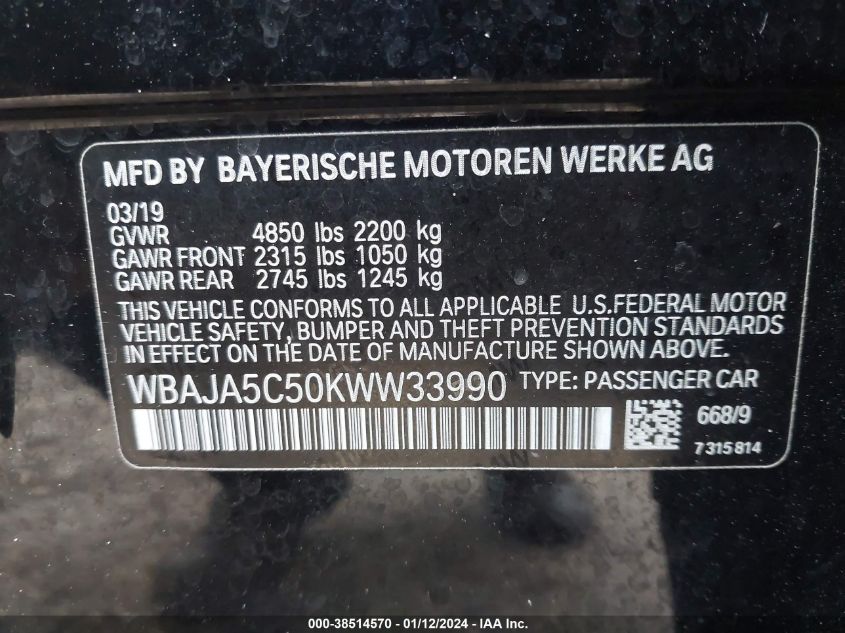 MFD BY BAYERISCHE MOTOREN WERKE AG
03/19
GVWR 4850 lbs 2200 kg
GAWR FRONT 2315 lbs 1050 kg
GAWR REAR 2745 lbs 1245 kg
THIS VEHICLE CONFORMS TO ALL APPLICABLE U.S.FEDERAL MOTOR
VEHICLE SAFETY, BUMPER AND THEFT PREVENTION STANDARDS
IN EFFECT ON THE DATE OF MANUFACTURE SHOWN ABOVE.
WBAJA5C50KWW33990 TYPE: PASSENGER CAR
668/9
7315814
000-38514570 - 01/12/2024 - IAA Inc.